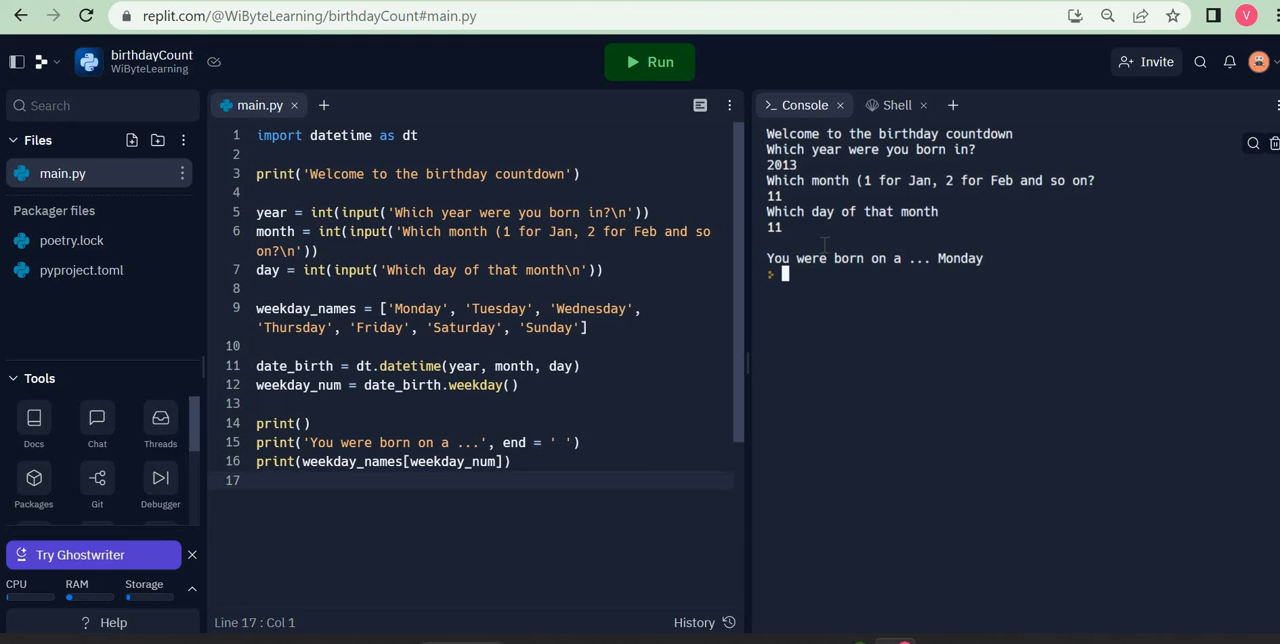 replit.com/@WiByteLearning/birthdayCount#main.py
V
birthdayCount
WiByteLearning
Run
Invite
Search
Files
main.py
Packager files
poetry.lock
pyproject.toml
Tools
Docs
Chat
Threads
Packages
Git
Debugger
Try Ghostwriter
CPU
RAM
Storage
? Help
main.py
1 import datetime as dt
2
3 print('Welcome to the birthday countdown')
4
5 year = int(input('Which year were you born in?\n'))
6 month = int(input('Which month (1 for Jan, 2 for Feb and so
on?\n'))
7 day = int(input('Which day of that month\n'))
8
9 weekday_names = ['Monday', 'Tuesday', 'Wednesday',
'Thursday', 'Friday', 'Saturday', 'Sunday']
10
11 date_birth = dt.datetime(year, month, day)
12 weekday_num = date_birth.weekday()
13
14 print()
15 print('You were born on a ...', end = ' ')
16 print(weekday_names[weekday_num])
17
Line 17 : Col 1
History
Console
Shell
Welcome to the birthday countdown
Which year were you born in?
2013
Which month (1 for Jan, 2 for Feb and so on?
11
Which day of that month
11
You were born on a ... Monday